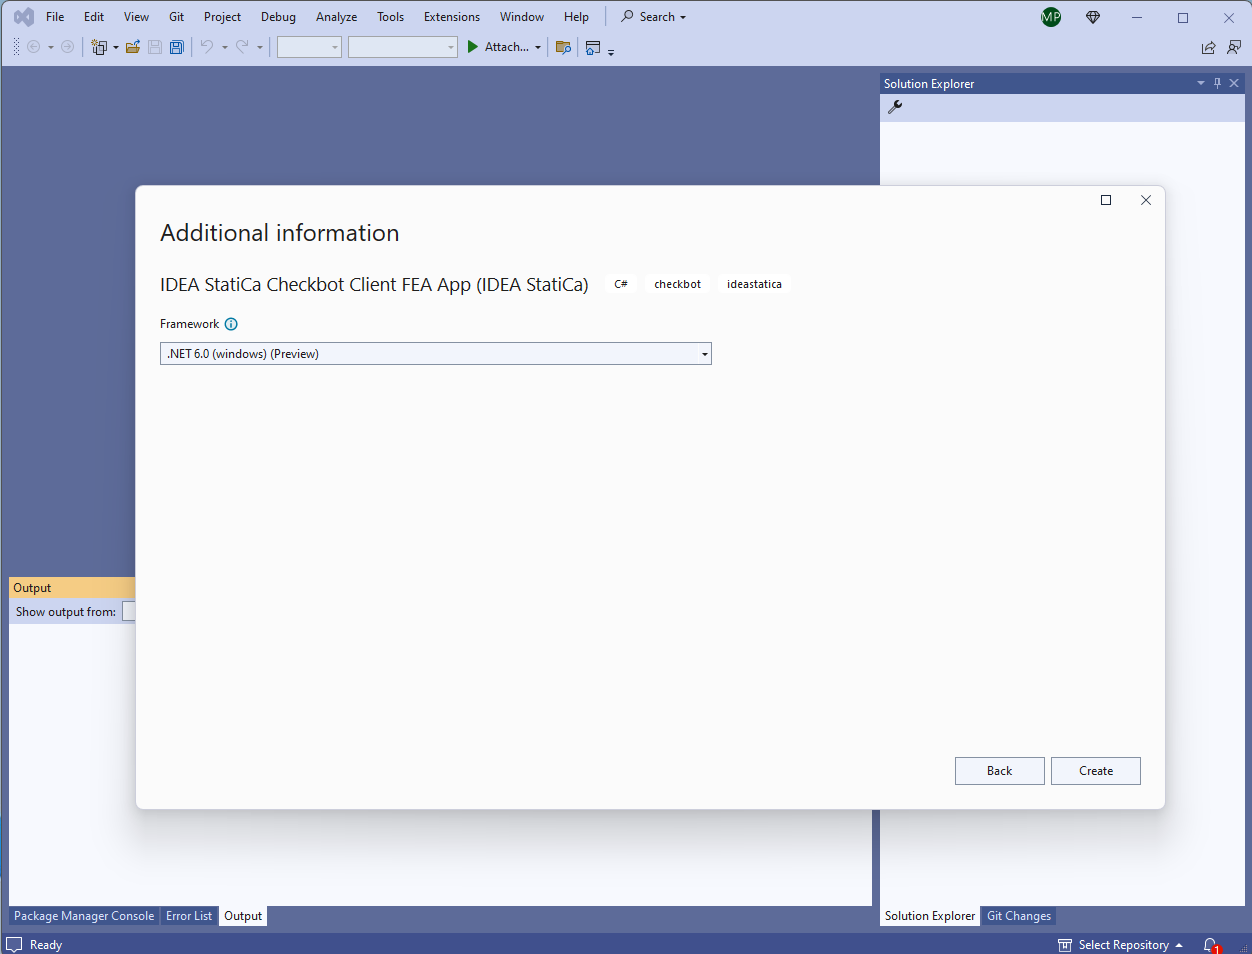 File Edit View Git Project Debug Analyze Tools Extensions Window Help Search MP
Attach...
Solution Explorer
Additional information
IDEA StatiCa Checkbot Client FEA App (IDEA StatiCa) C# checkbot ideastatica
Framework
.NET 6.0 (windows) (Preview)
Output
Show output from:
Back Create
Package Manager Console Error List Output Solution Explorer Git Changes
Ready Select Repository 1